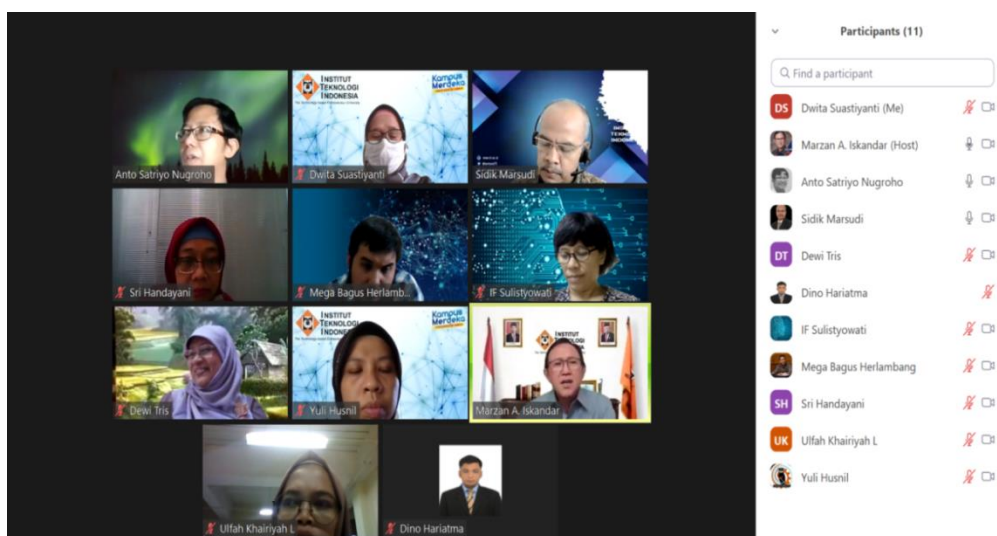 Participants (11)
Find a participant
DS Dwita Suastiyanti (Me)
Marzan A. Iskandar (Host)
Anto Satriyo Nugroho
Sidik Marsudi
DT Dewi Tris
Dino Hariatma
IF Sulistyowati
Mega Bagus Herlambang
SH Sri Handayani
UK Ulfah Khairiyah L
Yuli Husnil
Anto Satriyo Nugroho
INSTITUT
TEKNOLOGI
INDONESIA
Kampus
Merdeka
Dwita Suastiyanti
Sidik Marsudi
Sri Handayani
Mega Bagus Herlamb...
IF Sulistyowati
Dewi Tris
INSTITUT
TEKNOLOGI
INDONESIA
Kampus
Merdeka
Yuli Husnil
INSTITUT
Marzan A. Iskandar
Ulfah Khairiyah L
Dino Hariatma